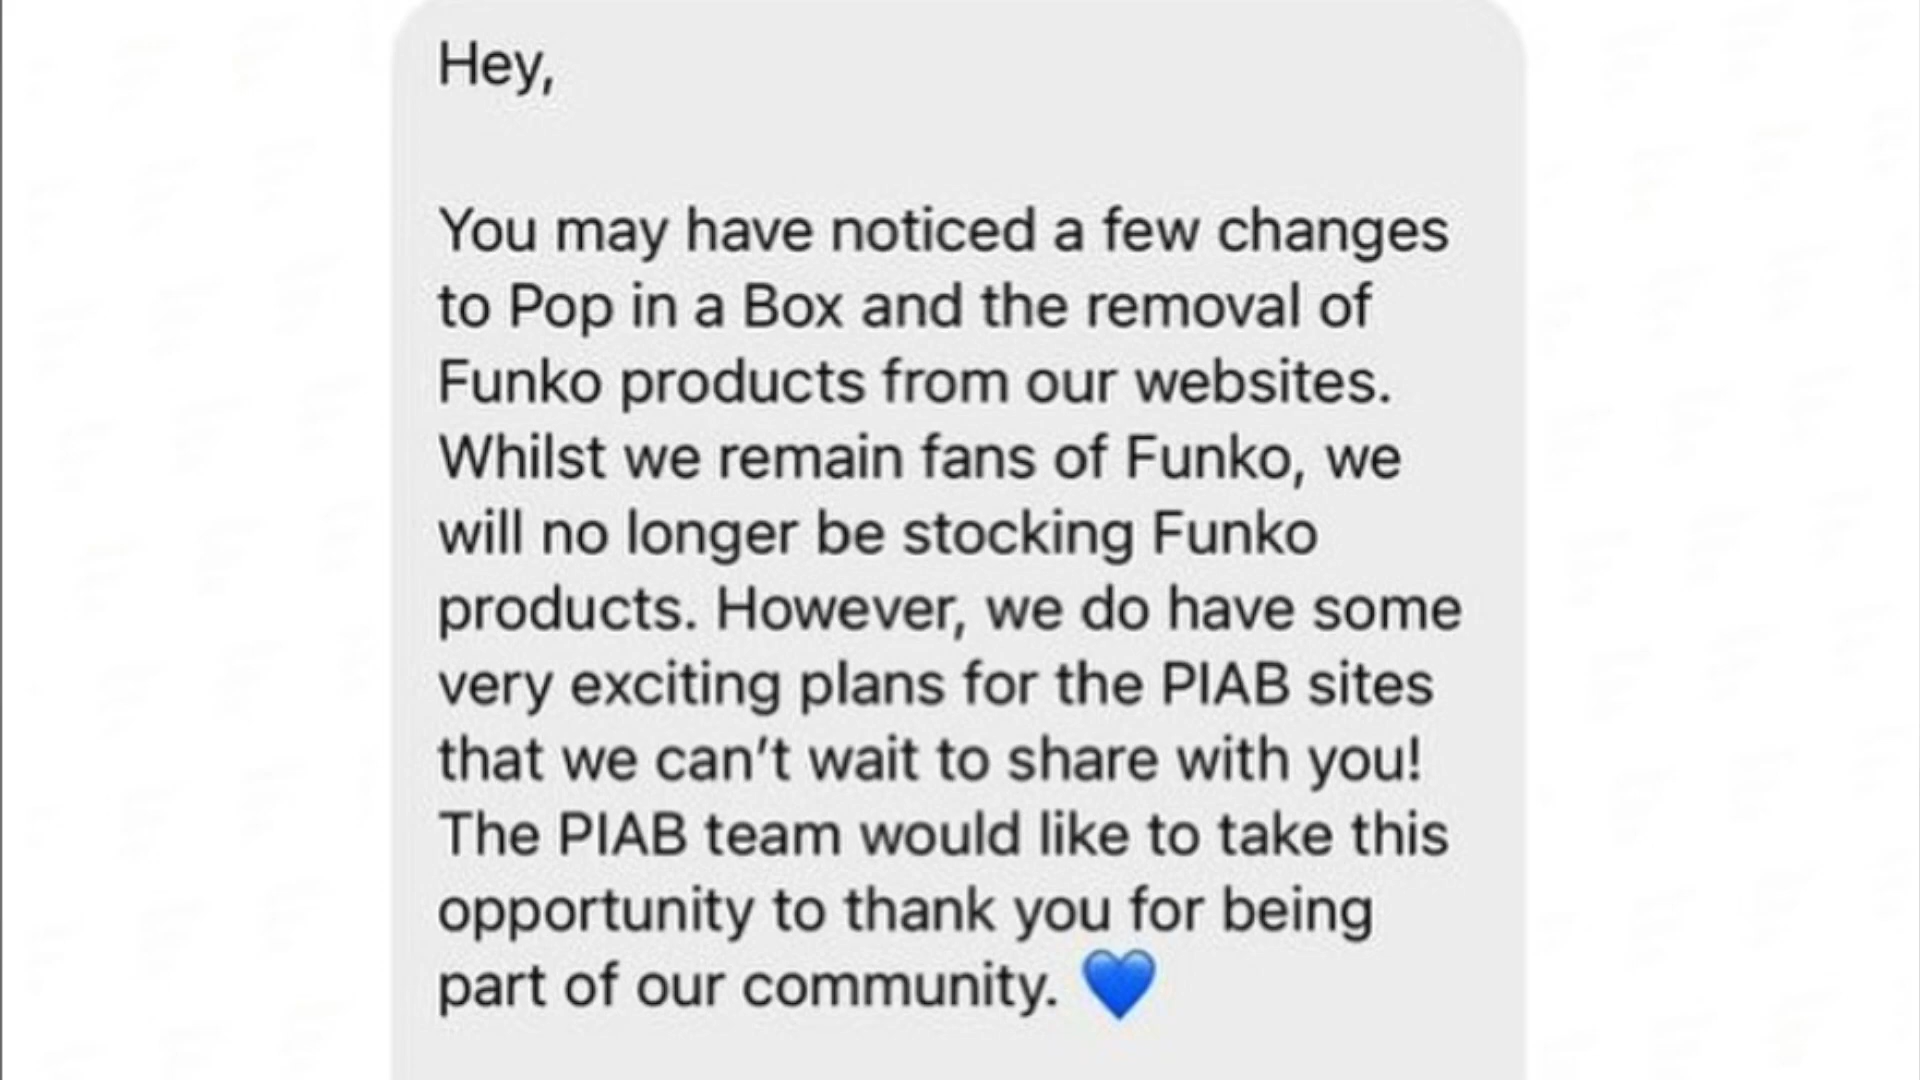 Hey,
You may have noticed a few changes
to Pop in a Box and the removal of
Funko products from our websites.
Whilst we remain fans of Funko, we
will no longer be stocking Funko
products. However, we do have some
very exciting plans for the PIAB sites
that we can’t wait to share with you!
The PIAB team would like to take this
opportunity to thank you for being
part of our community. 💙